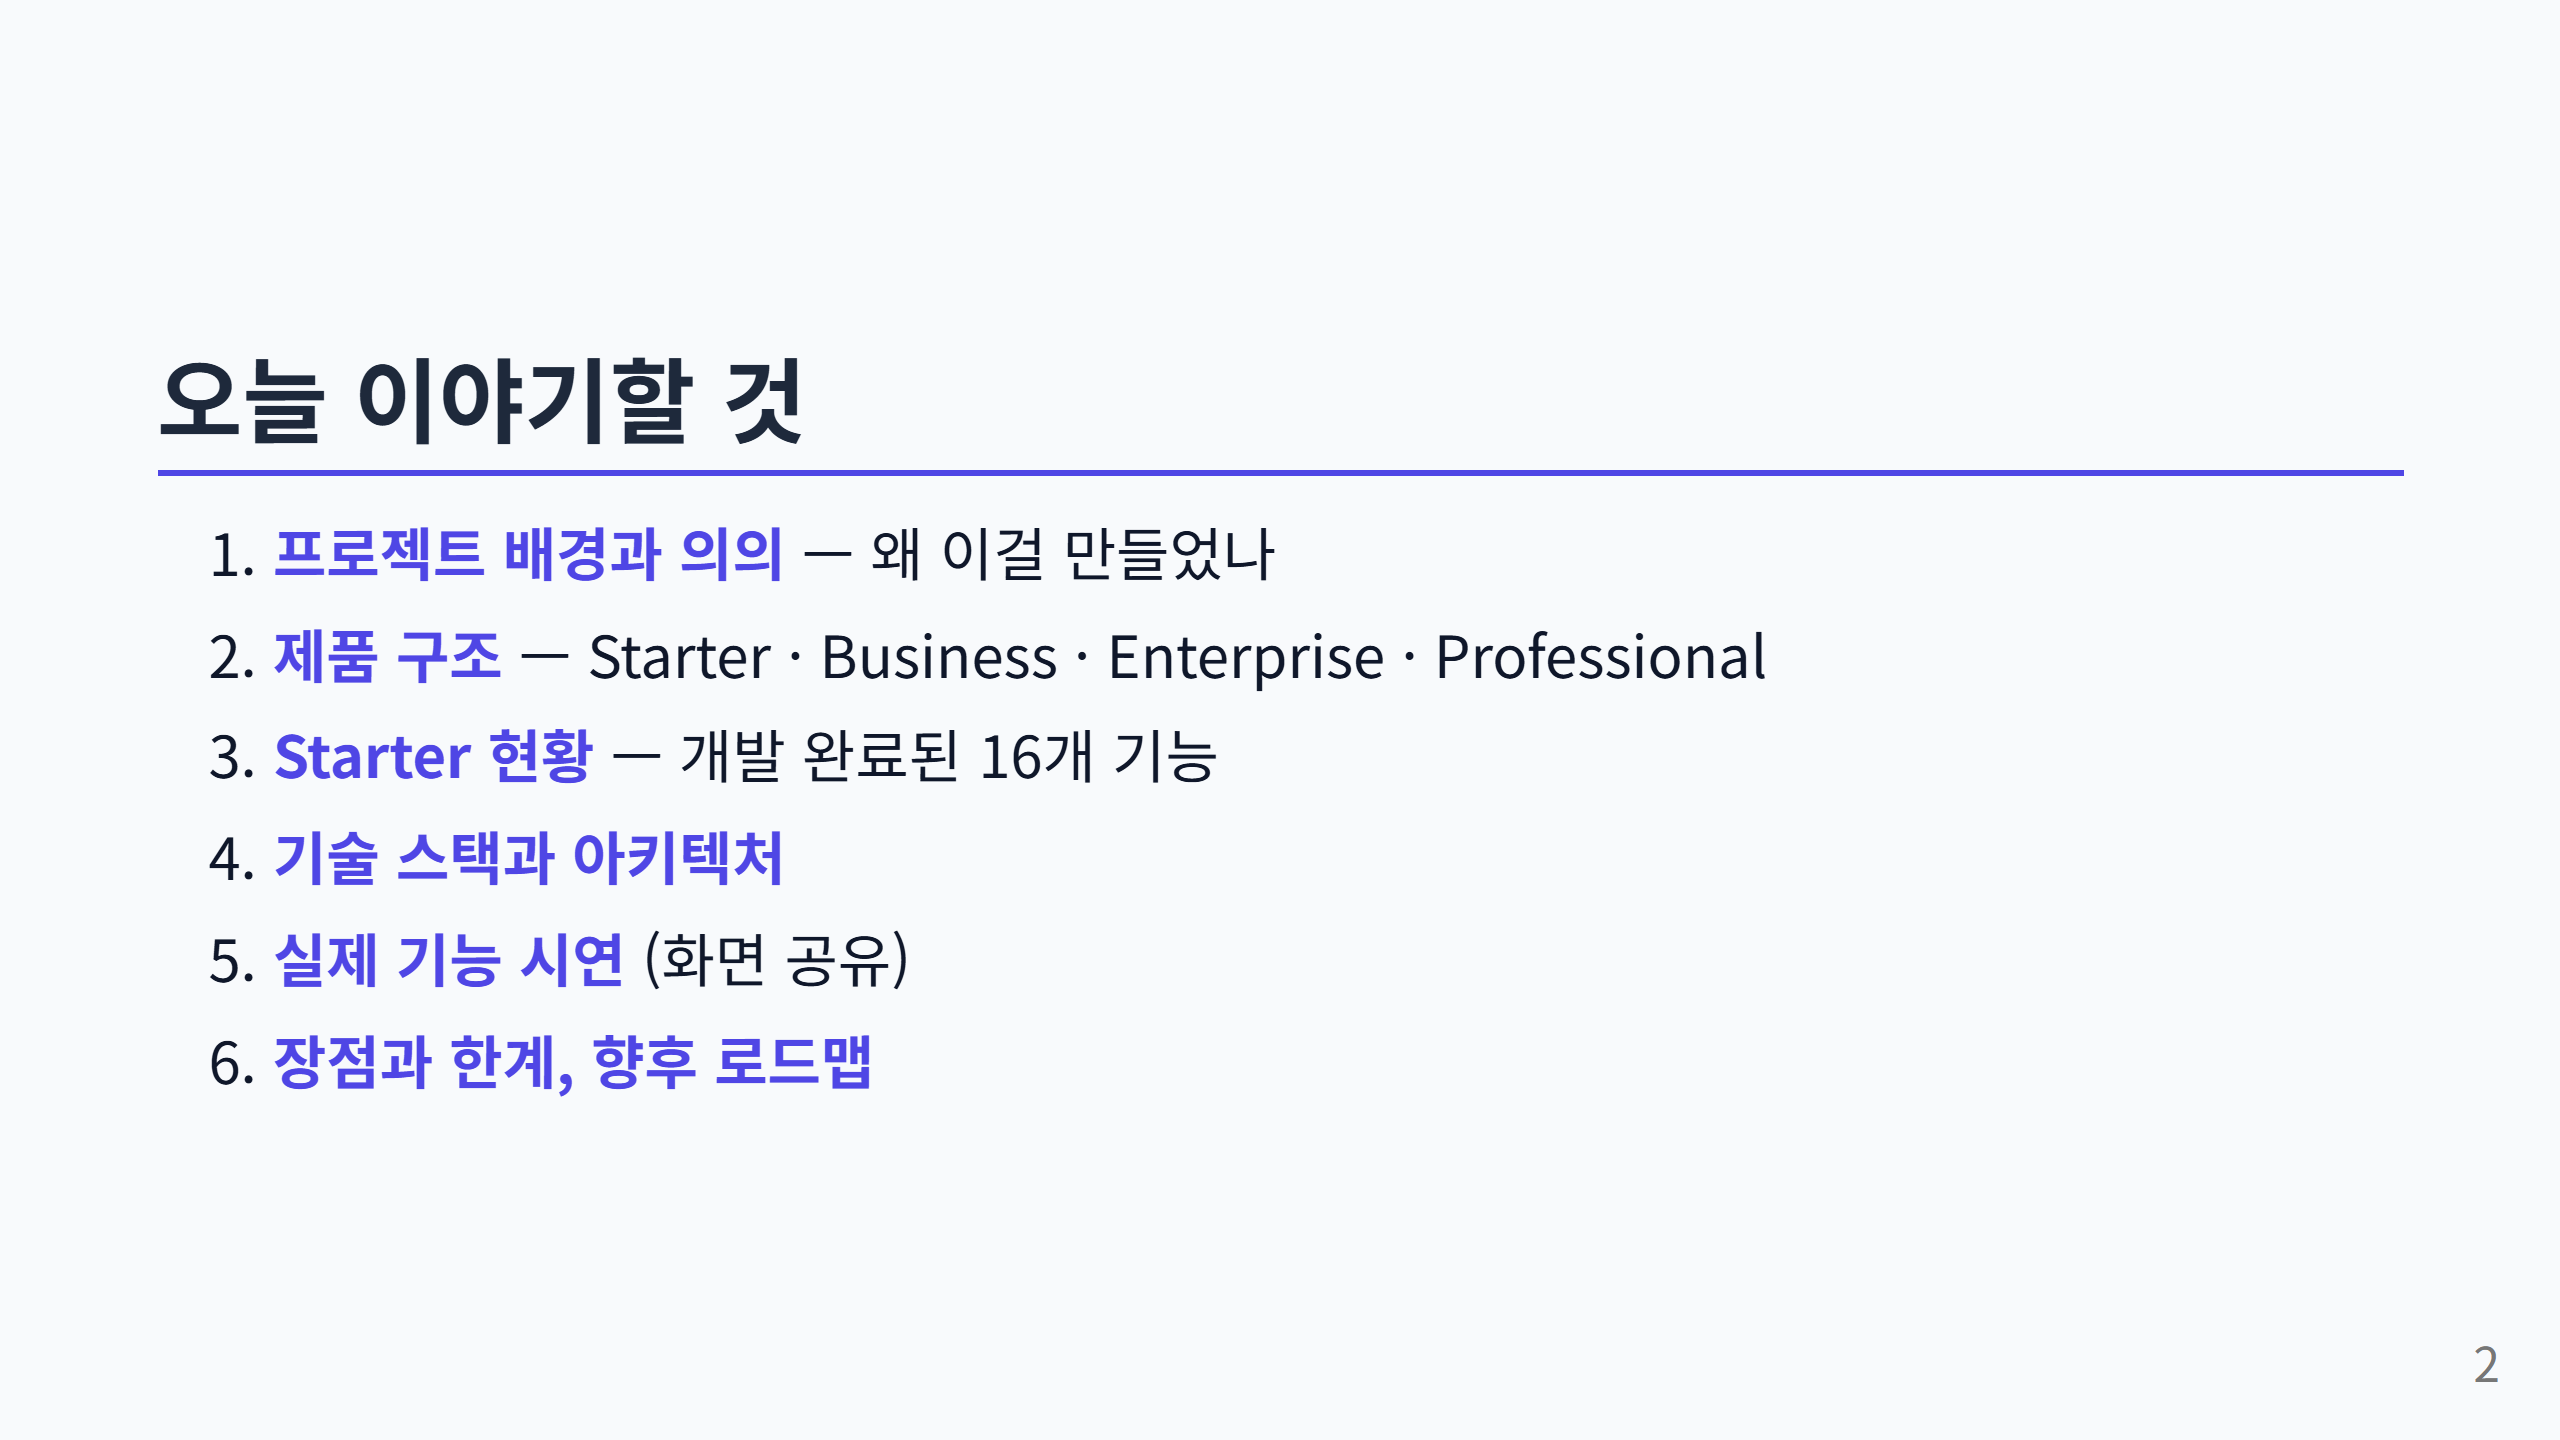 오늘 이야기할 것
1. 프로젝트 배경과 의의 — 왜 이걸 만들었나
2. 제품 구조 — Starter · Business · Enterprise · Professional
3. Starter 현황 — 개발 완료된 16개 기능
4. 기술 스택과 아키텍처
5. 실제 기능 시연 (화면 공유)
6. 장점과 한계, 향후 로드맵
2